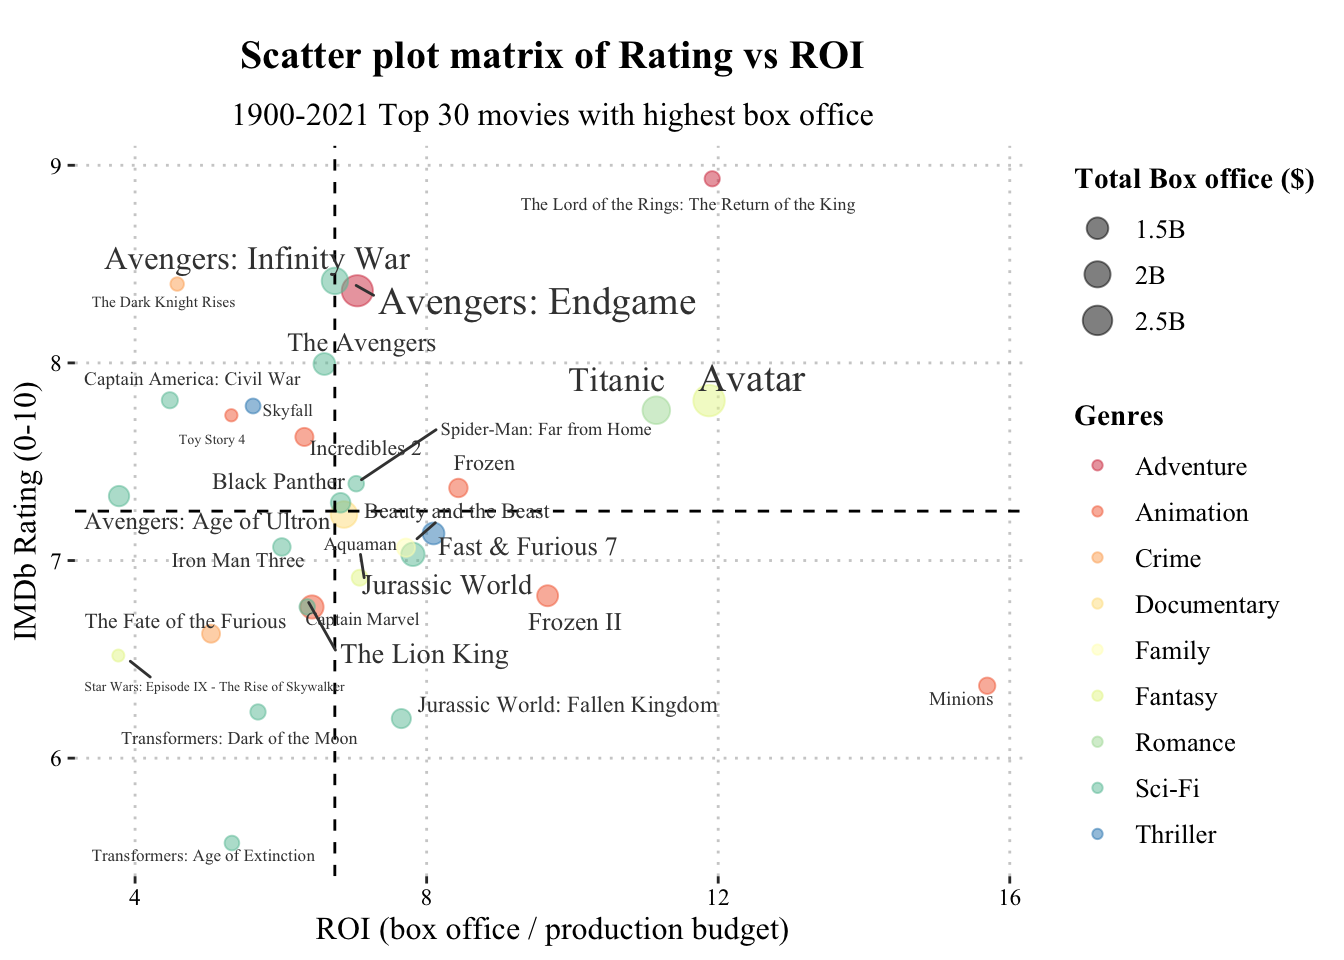 Scatter plot matrix of Rating vs ROI
1900-2021 Top 30 movies with highest box office
IMDb Rating (0-10)
9
8
7
6
The Lord of the Rings: The Return of the King
Avengers: Infinity War
The Dark Knight Rises
Avengers: Endgame
The Avengers
Captain America: Civil War
Titanic
Avatar
Skyfall
Toy Story 4
Spider-Man: Far from Home
Incredibles 2
Frozen
Black Panther
Beauty and the Beast
Avengers: Age of Ultron
Aquaman
Fast & Furious 7
Iron Man Three
Jurassic World
Captain Marvel
The Fate of the Furious
Frozen II
The Lion King
Star Wars: Episode IX - The Rise of Skywalker
Minions
Jurassic World: Fallen Kingdom
Transformers: Dark of the Moon
Transformers: Age of Extinction
4
8
12
16
ROI (box office / production budget)
Total Box office ($)
1.5B
2B
2.5B
Genres
Adventure
Animation
Crime
Documentary
Family
Fantasy
Romance
Sci-Fi
Thriller